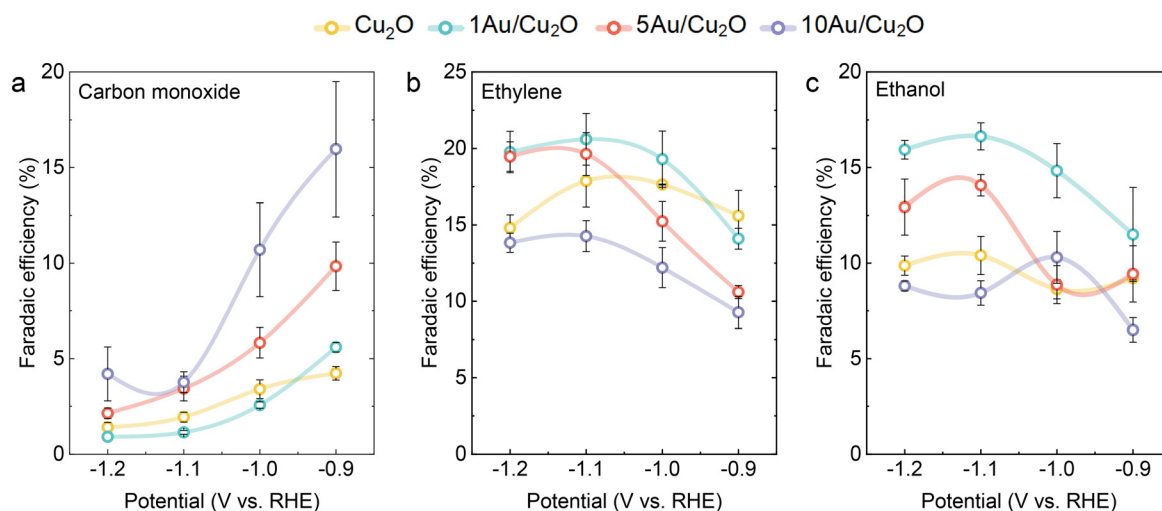 Cu₂O 1Au/Cu₂O 5Au/Cu₂O 10Au/Cu₂O
a
Carbon monoxide
Faradaic efficiency (%)
20
15
10
5
0
-1.2 -1.1 -1.0 -0.9
Potential (V vs. RHE)
b
Ethylene
Faradaic efficiency (%)
25
20
15
10
5
0
-1.2 -1.1 -1.0 -0.9
Potential (V vs. RHE)
c
Ethanol
Faradaic efficiency (%)
20
15
10
5
0
-1.2 -1.1 -1.0 -0.9
Potential (V vs. RHE)